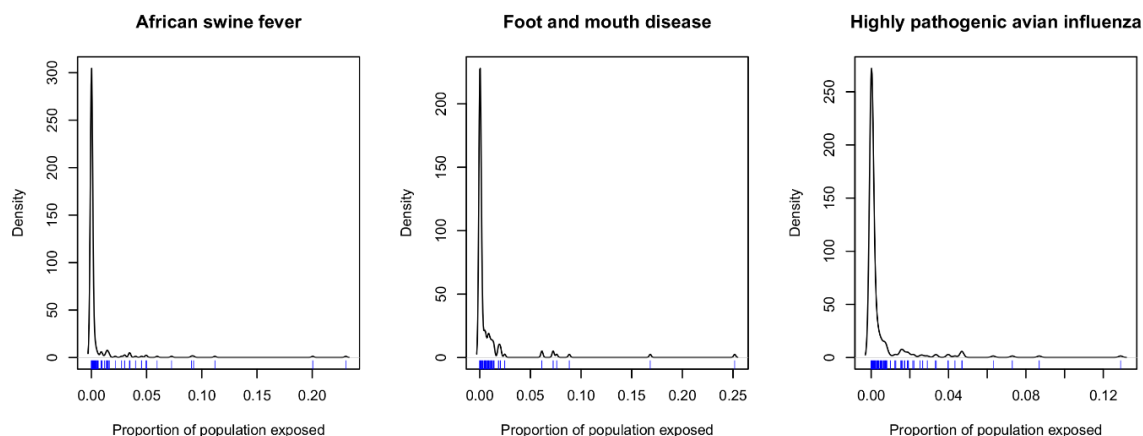 African swine fever
300
250
200
150
100
50
0
Density
0.00 0.05 0.10 0.15 0.20
Proportion of population exposed
Foot and mouth disease
200
150
100
50
0
Density
0.00 0.05 0.10 0.15 0.20 0.25
Proportion of population exposed
Highly pathogenic avian influenza
250
200
150
100
50
0
Density
0.00 0.04 0.08 0.12
Proportion of population exposed